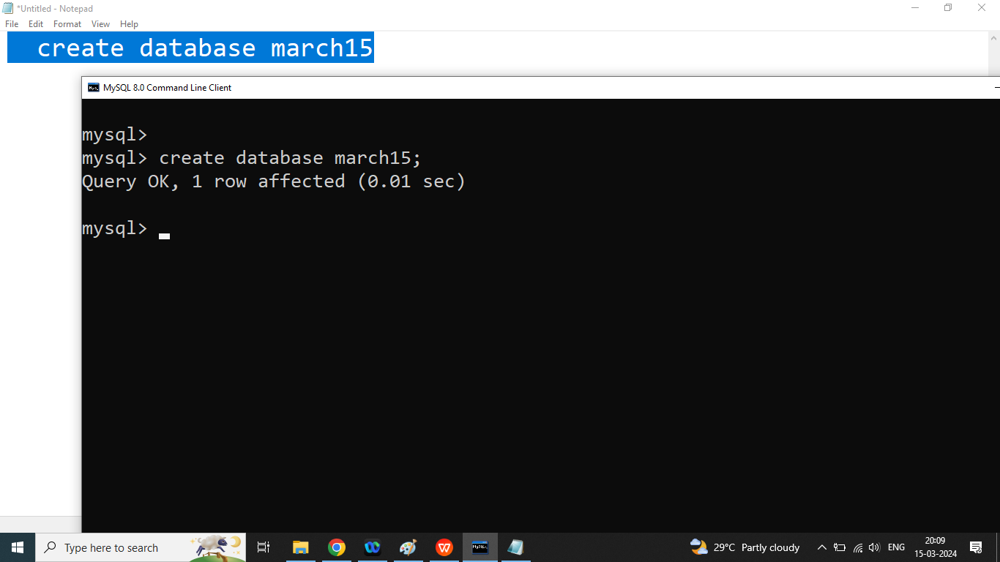 *Untitled - Notepad
File Edit Format View Help
create database march15
MySQL 8.0 Command Line Client
mysql>
mysql> create database march15;
Query OK, 1 row affected (0.01 sec)
mysql>
Type here to search
29°C Partly cloudy
ENG
20:09
15-03-2024